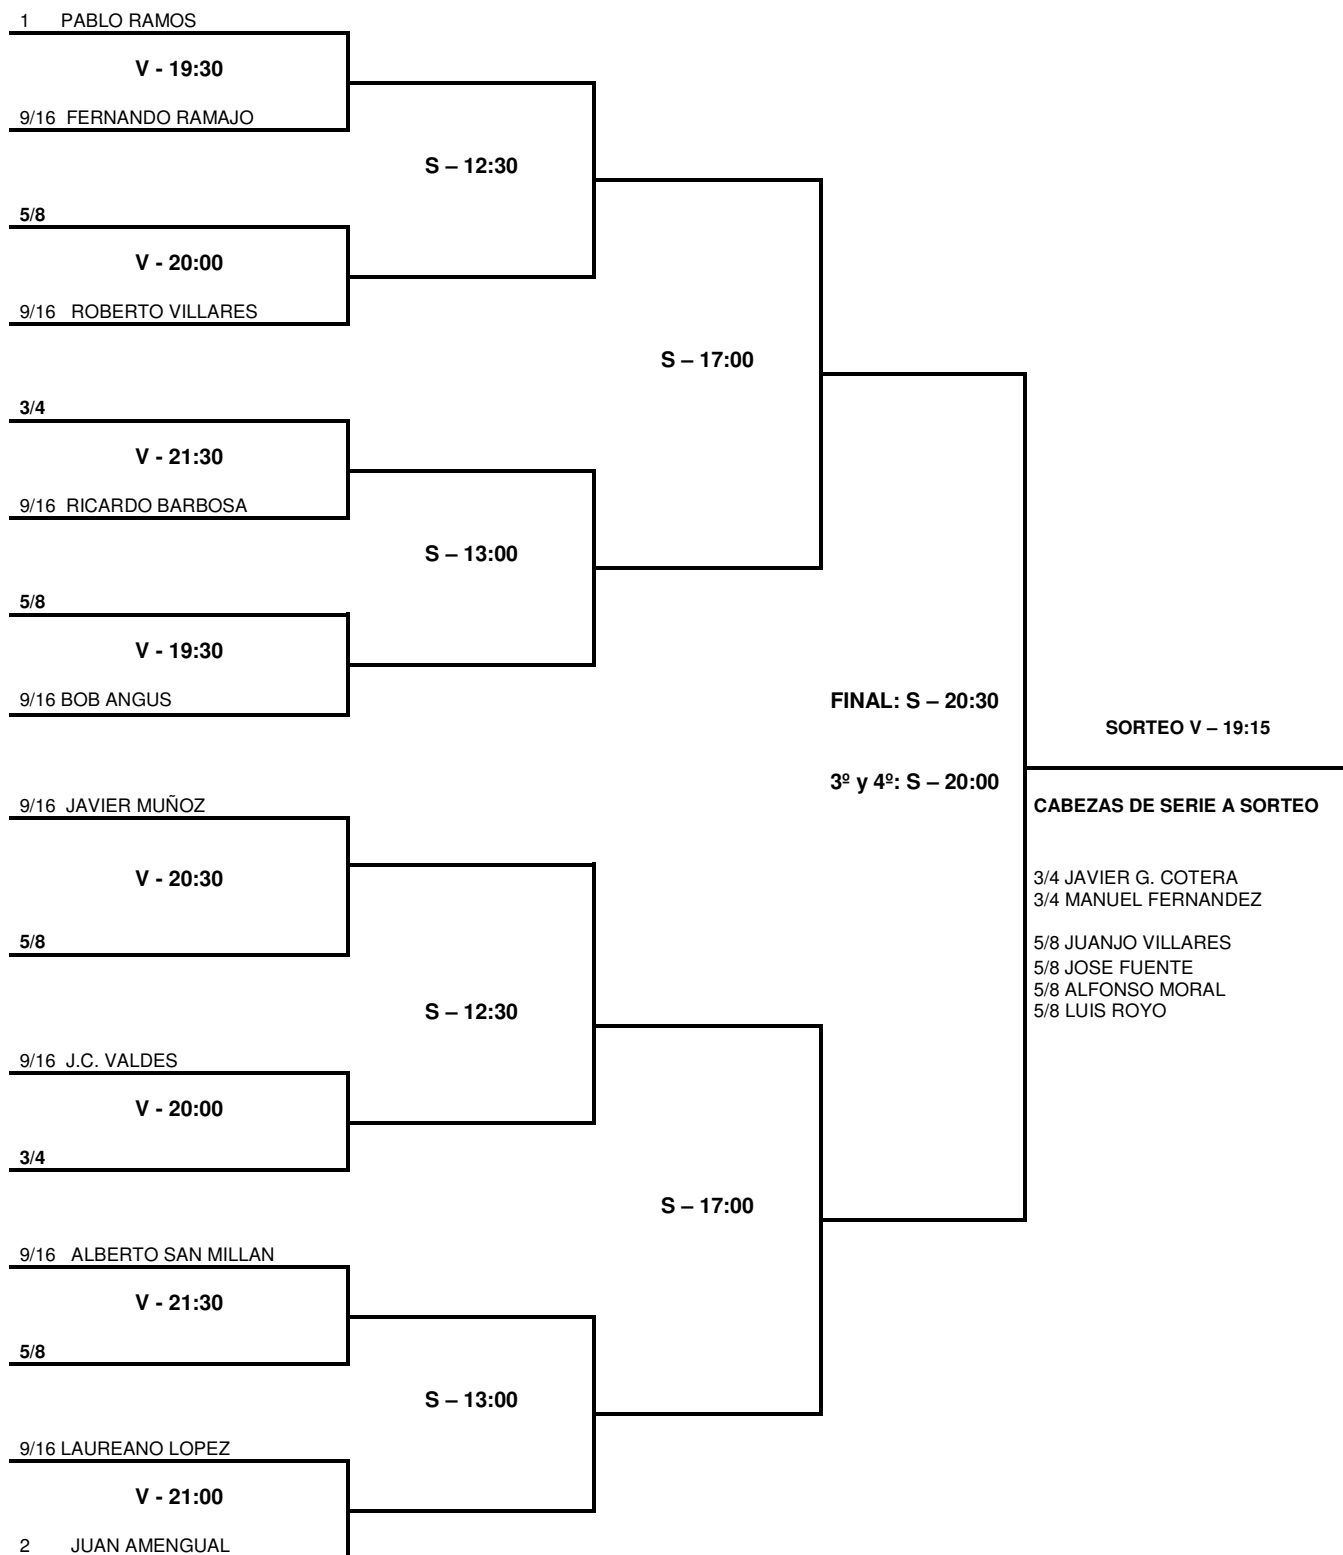 1 PABLO RAMOS
V - 19:30
9/16 FERNANDO RAMAJO
S – 12:30
5/8
V - 20:00
9/16 ROBERTO VILLARES
S – 17:00
3/4
V - 21:30
9/16 RICARDO BARBOSA
S – 13:00
5/8
V - 19:30
9/16 BOB ANGUS
FINAL: S – 20:30
SORTEO V – 19:15
3º y 4º: S – 20:00
CABEZAS DE SERIE A SORTEO
3/4 JAVIER G. COTERA
3/4 MANUEL FERNANDEZ
5/8 JUANJO VILLARES
5/8 JOSE FUENTE
5/8 ALFONSO MORAL
5/8 LUIS ROYO
9/16 JAVIER MUÑOZ
V - 20:30
5/8
S – 12:30
9/16 J.C. VALDES
V - 20:00
3/4
S – 17:00
9/16 ALBERTO SAN MILLAN
V - 21:30
5/8
S – 13:00
9/16 LAUREANO LOPEZ
V - 21:00
2 JUAN AMENGUAL